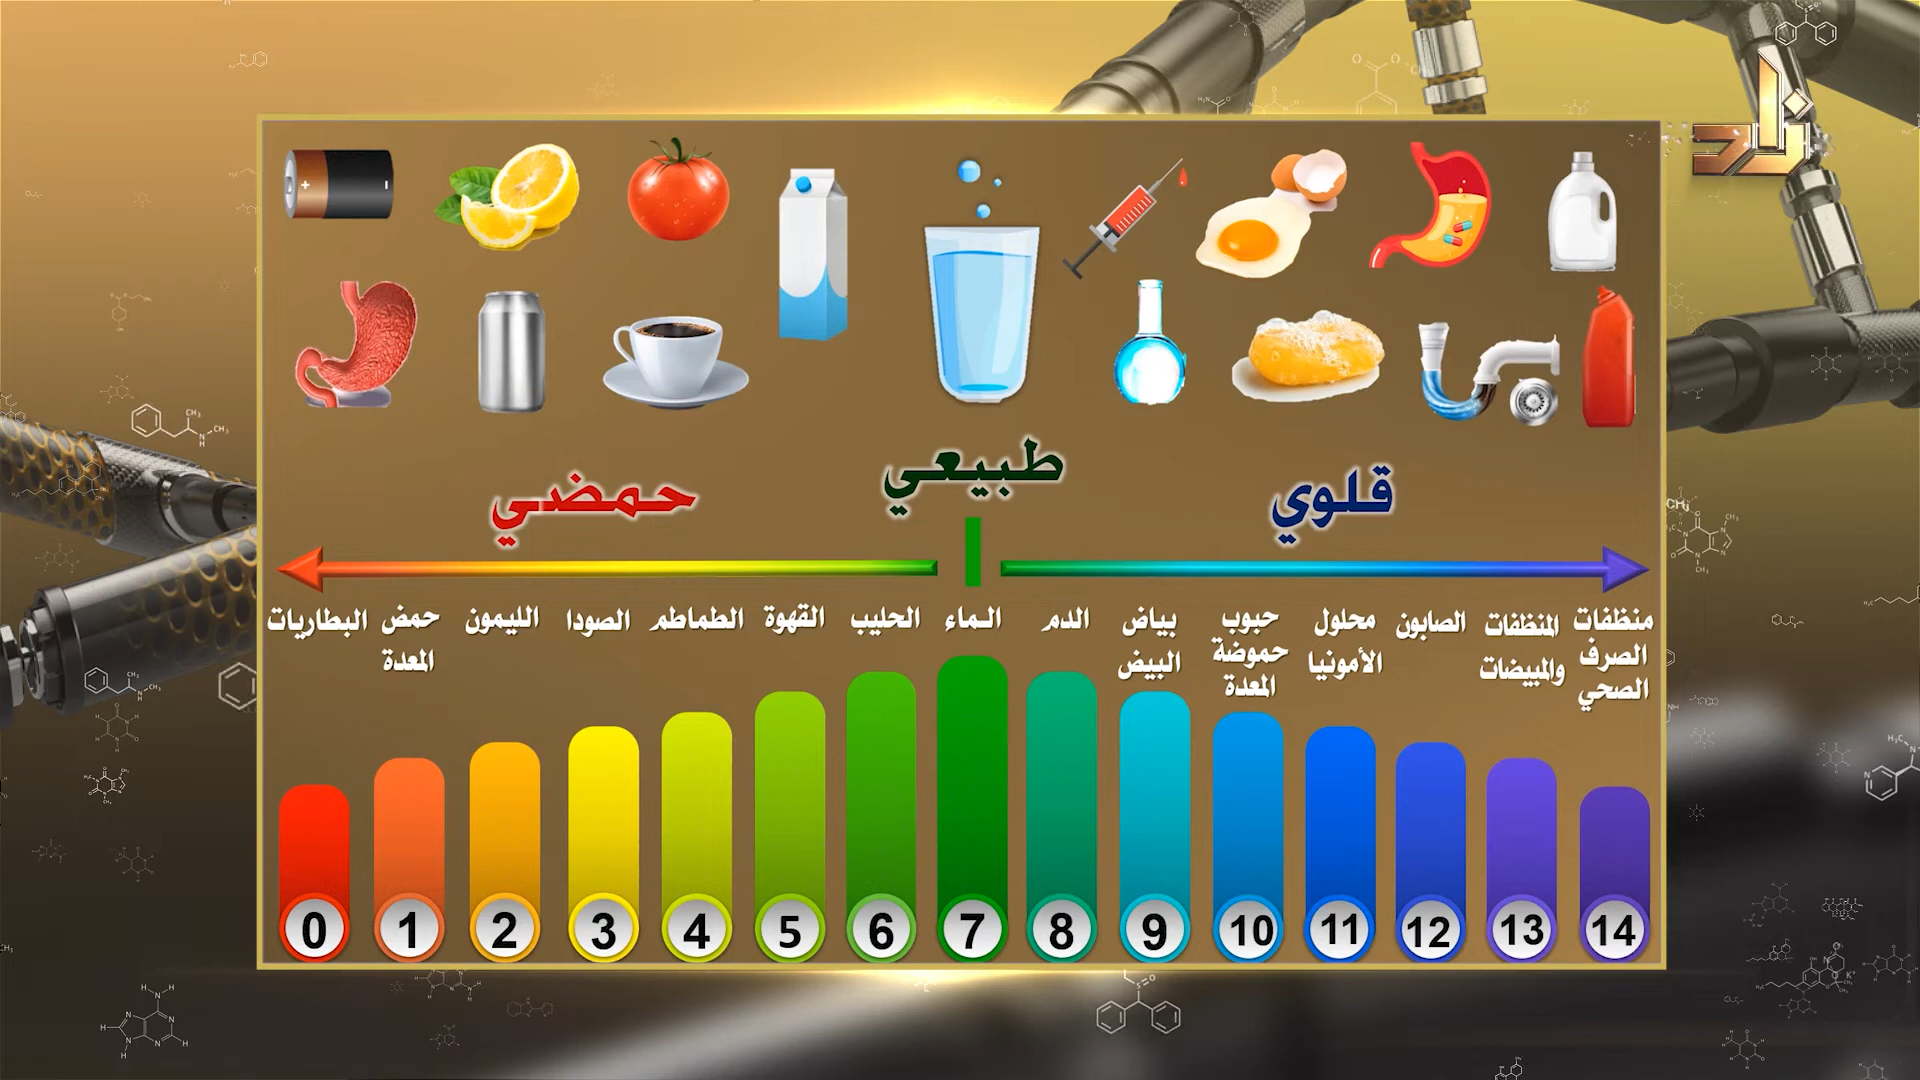 طبيعي
قلوي
حمضي
البطاريات
حمض
المعدة
الليمون
الصودا
الطماطم
القهوة
الحليب
الماء
الدم
بياض
البيض
حبوب
حموضة
المعدة
محلول
الأمونيا
الصابون
المنظفات
والمبيضات
منظفات
الصرف
الصحي
0
1
2
3
4
5
6
7
8
9
10
11
12
13
14